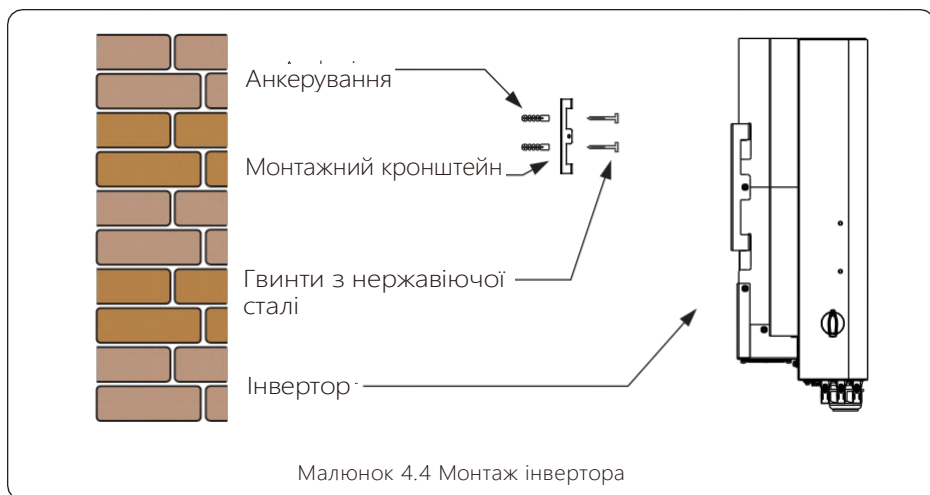 Анкерування
Монтажний кронштейн
Гвинти з нержавіючої
сталі
Інвертор
Малюнок 4.4 Монтаж інвертора